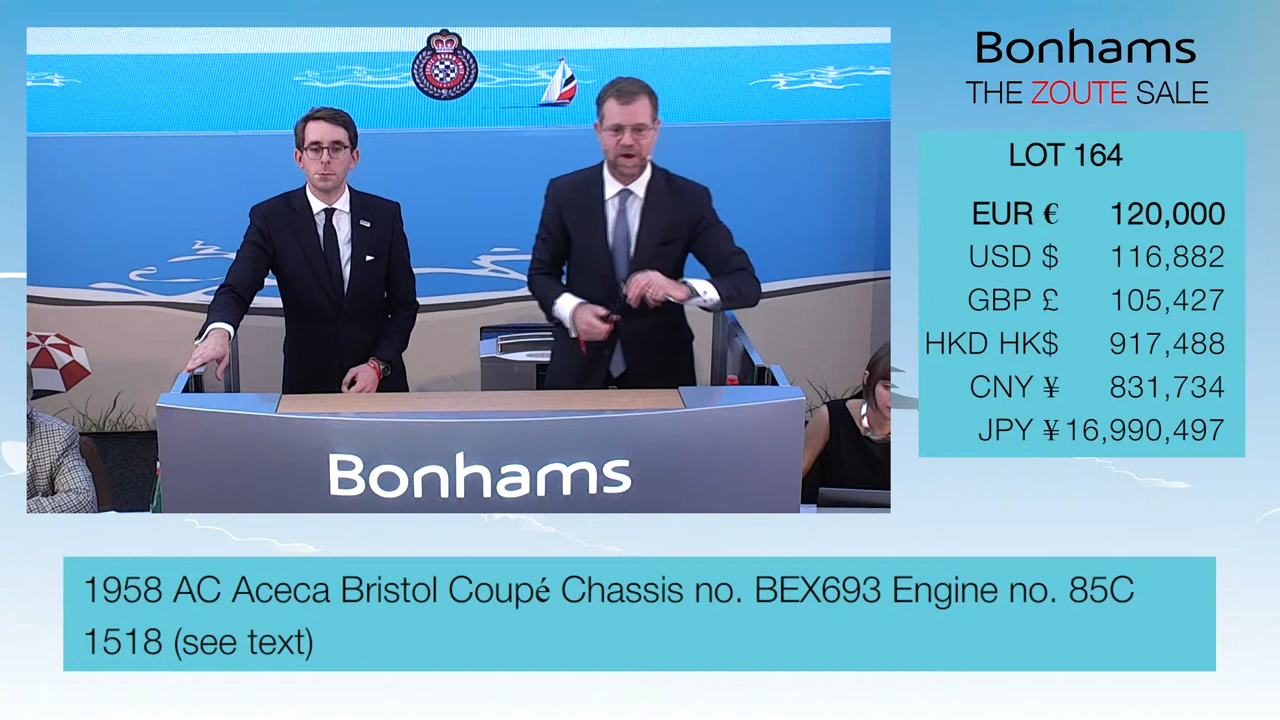 Bonhams
THE ZOUTE SALE
LOT 164
EUR € 120,000
USD $ 116,882
GBP £ 105,427
HKD HK$ 917,488
CNY ¥ 831,734
JPY ¥ 16,990,497
Bonhams
1958 AC Aceca Bristol Coupé Chassis no. BEX693 Engine no. 85C
1518 (see text)